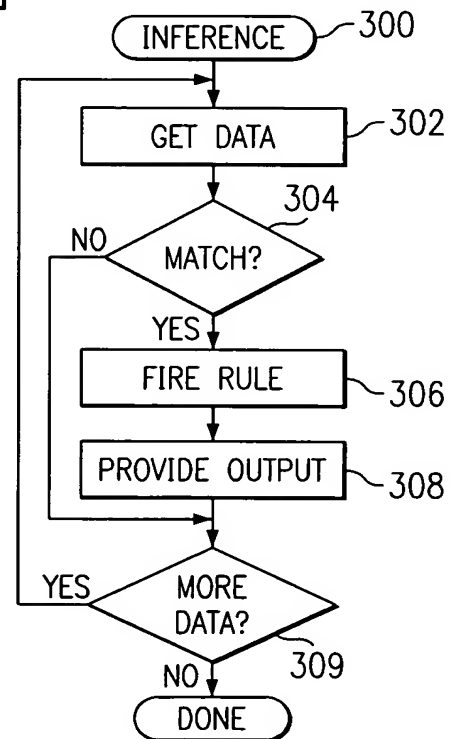 INFERENCE 300
GET DATA 302
304
NO MATCH?
YES
FIRE RULE 306
PROVIDE OUTPUT 308
YES MORE
DATA?
309
NO
DONE